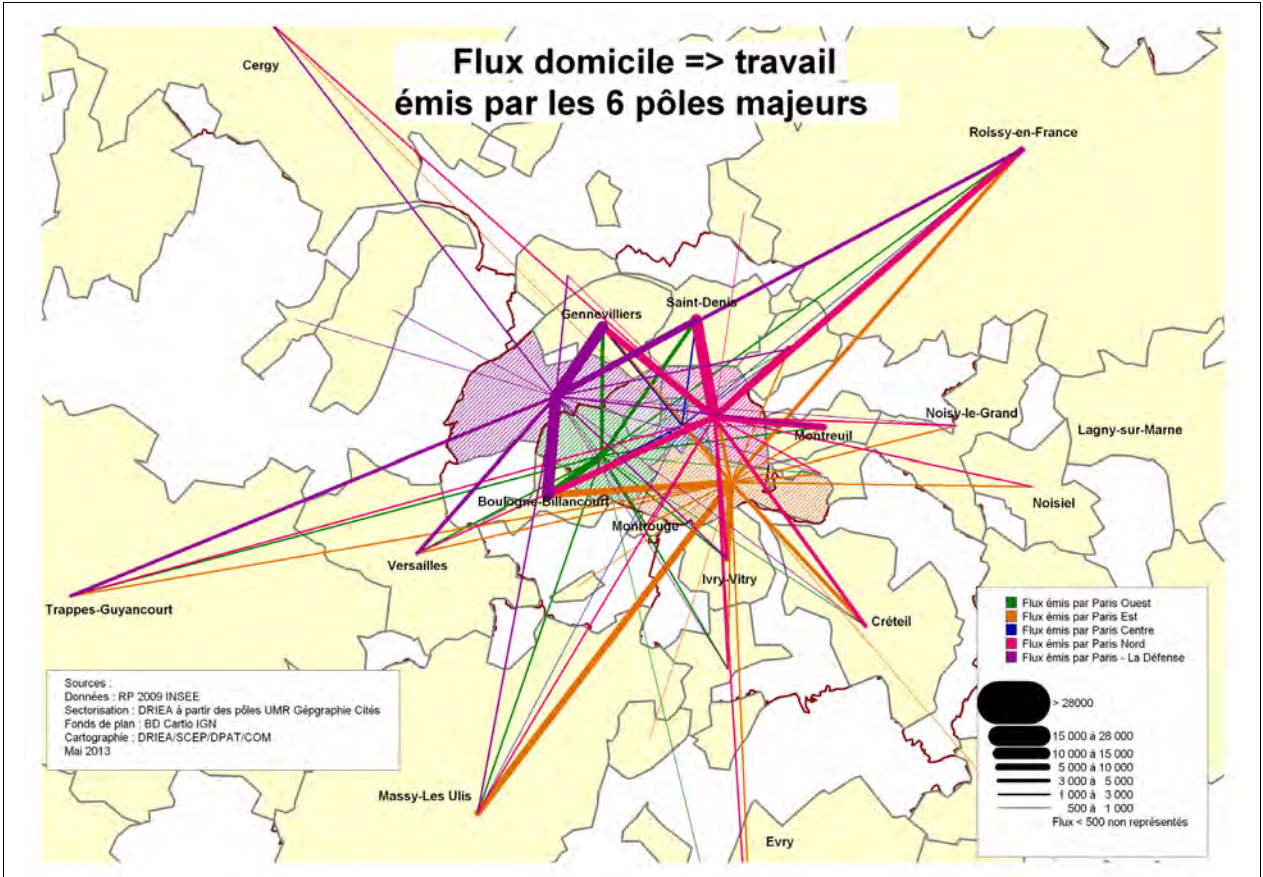 Flux domicile => travail
émis par les 6 pôles majeurs
Cergy
Roissy-en-France
Saint-Denis
Gennevilliers
Noisy-le-Grand
Montreuil
Lagny-sur-Marne
Boulogne-Billancourt
Noisiel
Montrouge
Versailles
Ivry-Vitry
Trappes-Guyancourt
Créteil
Massy-Les Ulis
Evry
Flux émis par Paris Ouest
Flux émis par Paris Est
Flux émis par Paris Centre
Flux émis par Paris Nord
Flux émis par Paris - La Défense
> 28000
15 000 à 28 000
10 000 à 15 000
5 000 à 10 000
3 000 à 5 000
1 000 à 3 000
500 à 1 000
Flux < 500 non représentés
Sources :
Données : RP 2009 INSEE
Sectorisation : DRIEA à partir des pôles UMR Gépgraphie Cités
Fonds de plan : BD Cartio IGN
Cartographie : DRIEA/SCEP/DPAT/COM
Mai 2013